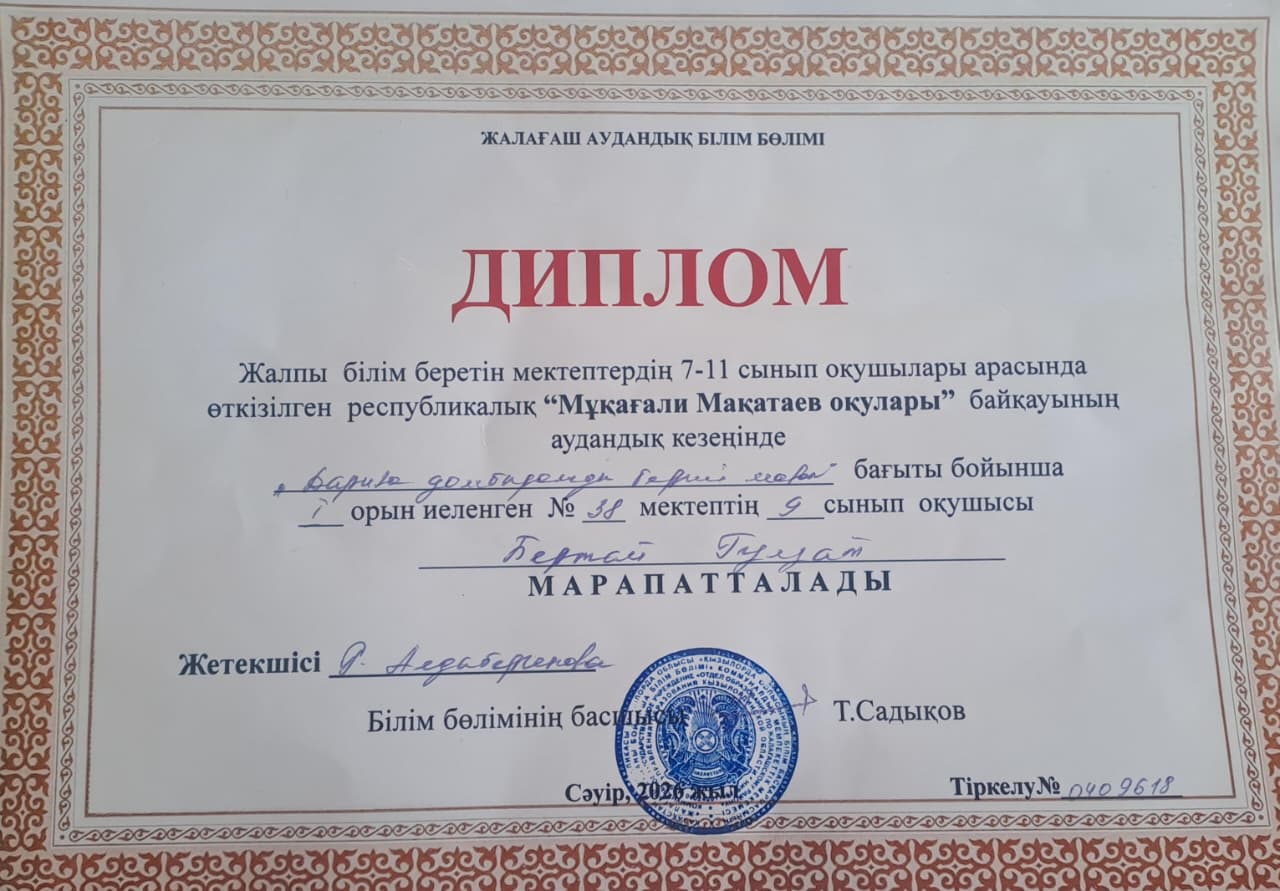 ЖАЛАҒАШ АУДАНДЫҚ БІЛІМ БӨЛІМІ
ДИПЛОМ
Жалпы білім беретін мектептердің 7-11 сынып оқушылары арасында
өткізілген республикалық “Мұқағали Мақатаев оқулары” байқауының
аудандық кезеңінде
домбырамды бағыты бойынша
I орын иеленген № 38 мектептің 9 сынып оқушысы
МАРАПАТТАЛАДЫ
Жетекшісі Алдабергенова
Білім бөлімінің басшысы Т.Садықов
Сәуір, 2026 жыл Тіркелу№ 0409618